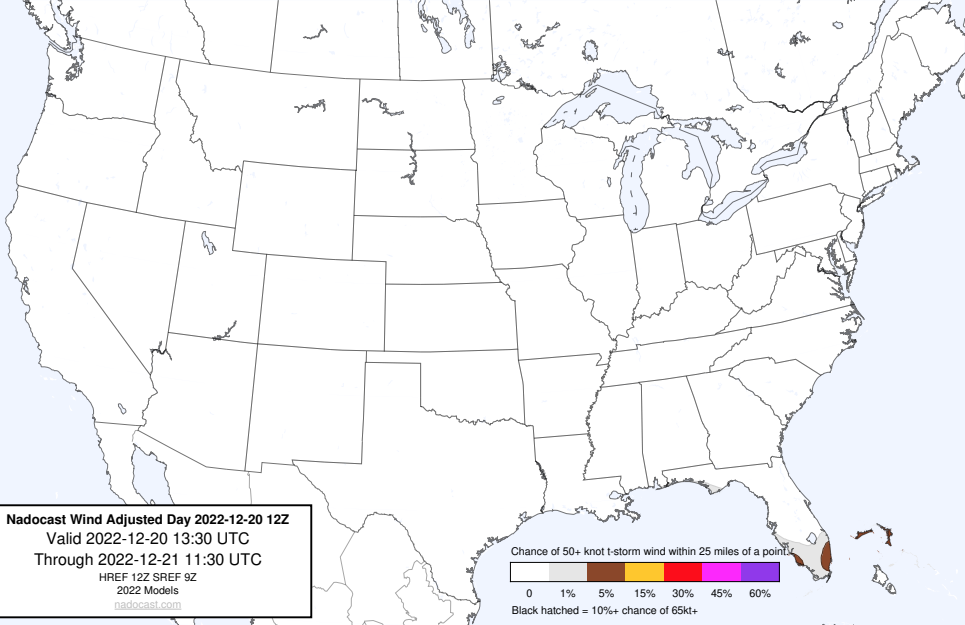 Nadocast Wind Adjusted Day 2022-12-20 12Z
Valid 2022-12-20 13:30 UTC
Through 2022-12-21 11:30 UTC
HREF 12Z SREF 9Z
2022 Models
nadocast.com
Chance of 50+ knot t-storm wind within 25 miles of a point.
0 1% 5% 15% 30% 45% 60%
Black hatched = 10%+ chance of 65kt+